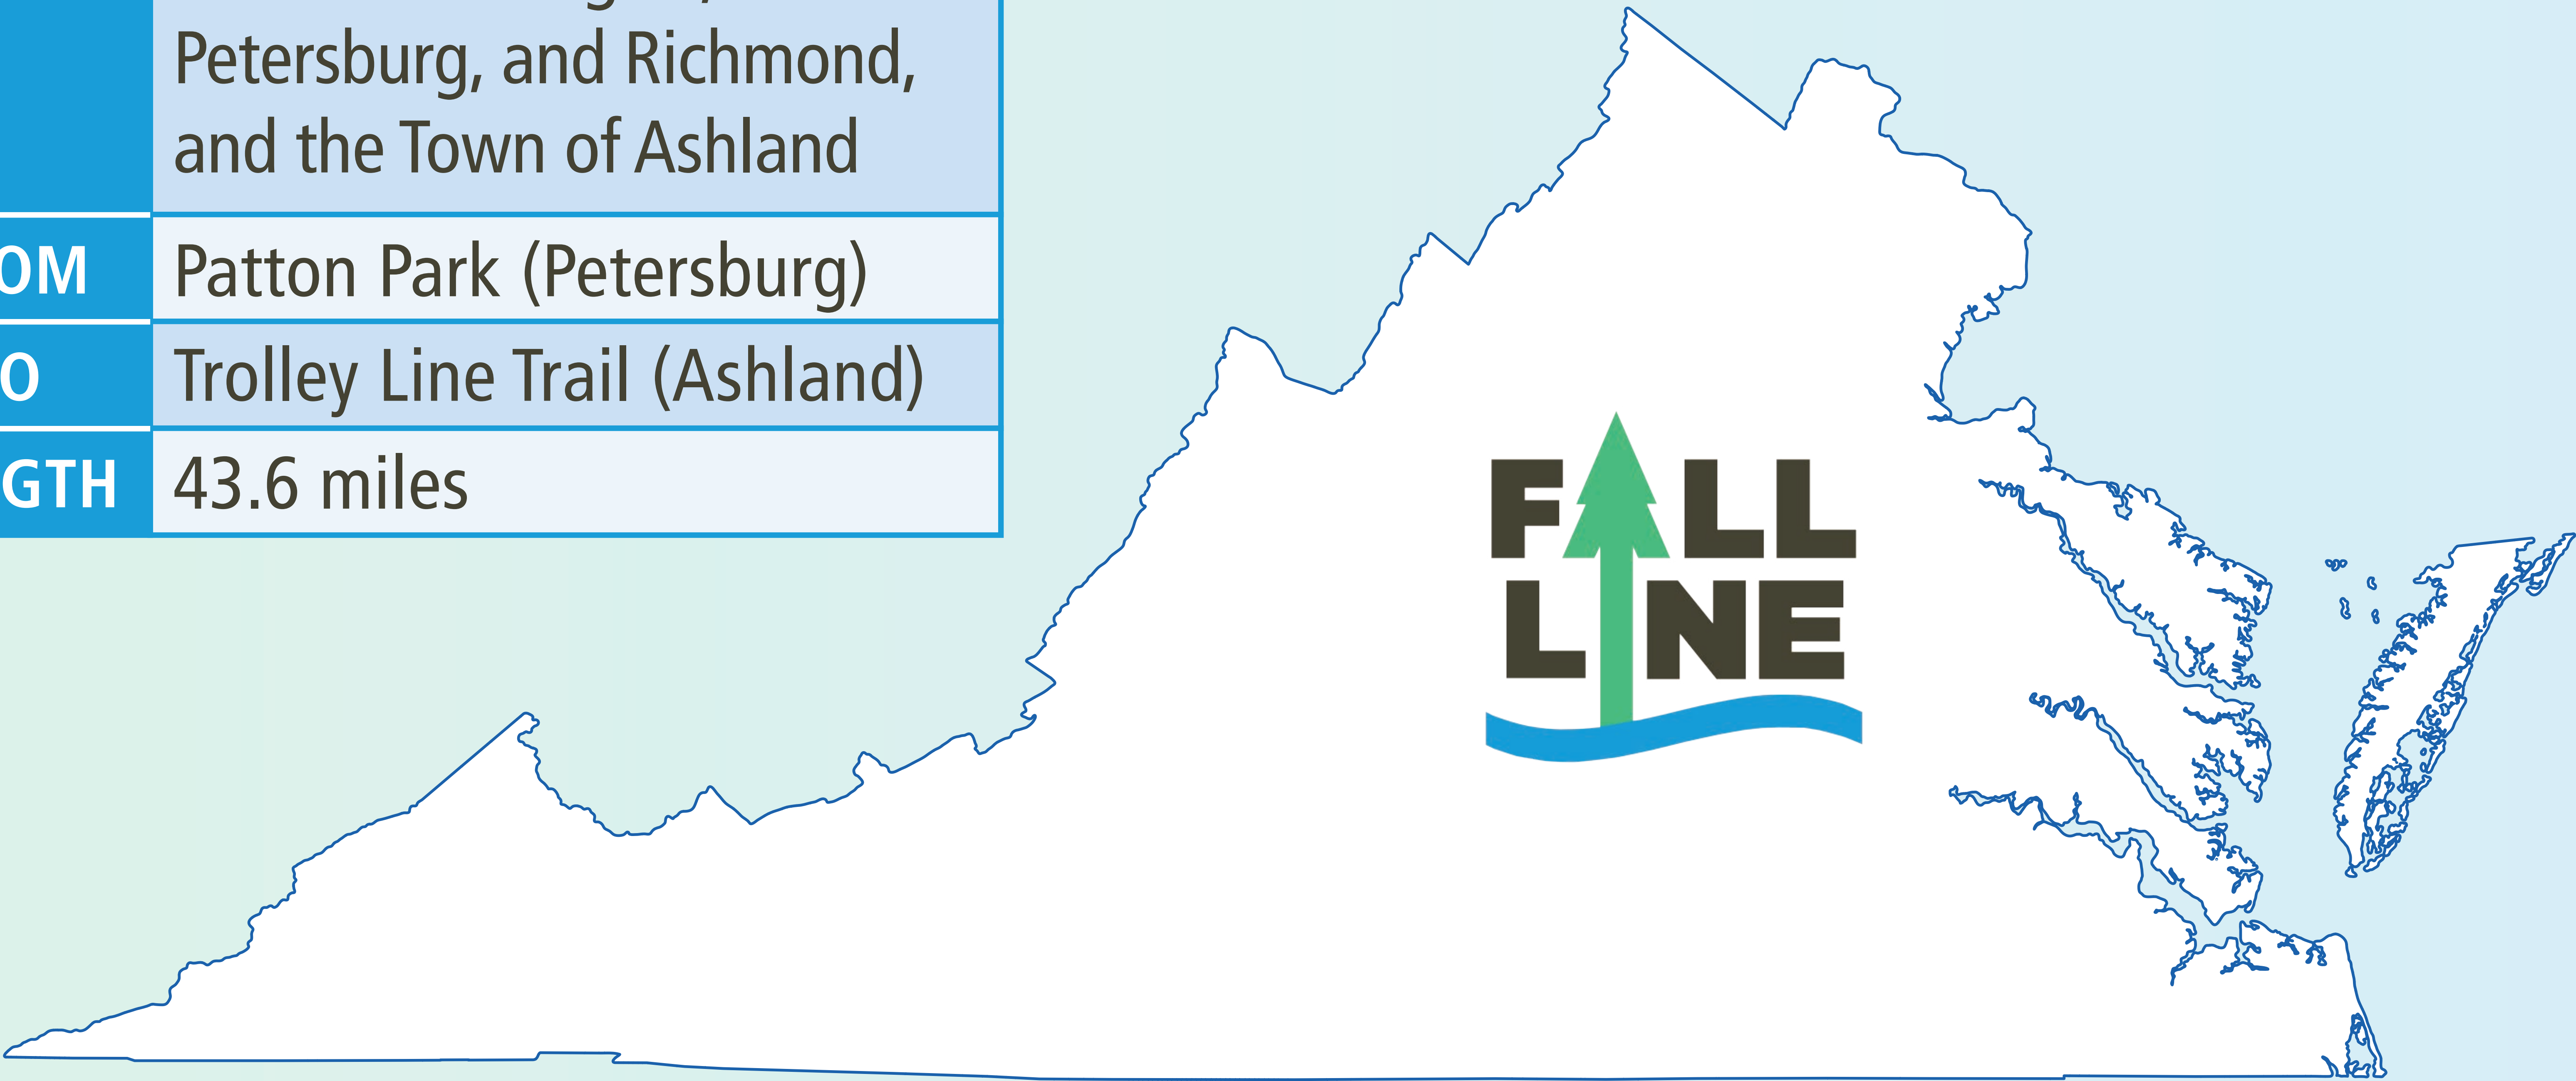 Petersburg, and Richmond,
and the Town of Ashland
OM Patton Park (Petersburg)
O Trolley Line Trail (Ashland)
GTH 43.6 miles
FALL
LINE